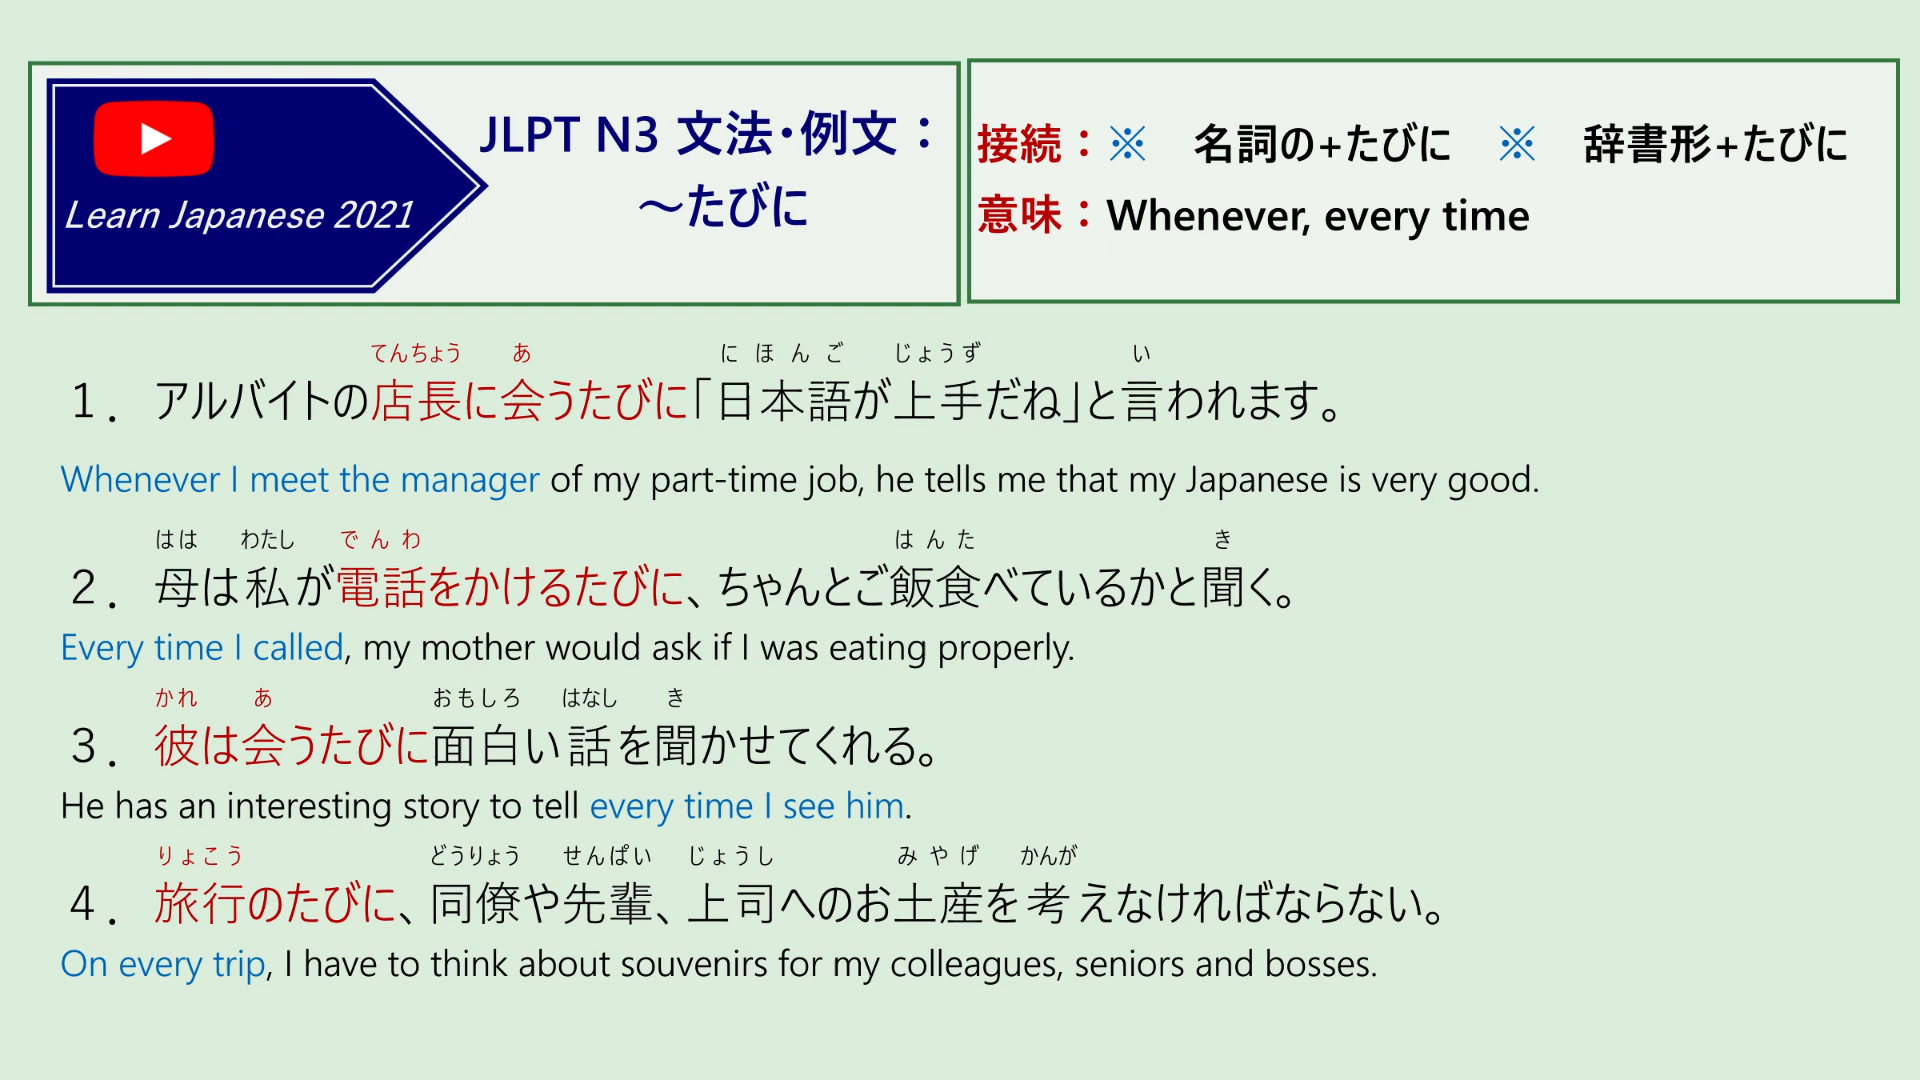 Learn Japanese 2021
JLPT N3 文法・例文：
～たびに
接続：※　名詞の+たびに　※　辞書形+たびに
意味：Whenever, every time
てんちょう　あ　にほんご　じょうず　い
１．アルバイトの店長に会うたびに「日本語が上手だね」と言われます。
Whenever I meet the manager of my part-time job, he tells me that my Japanese is very good.
はは　わたし　でんわ　はんた　き
２．母は私が電話をかけるたびに、ちゃんとご飯食べているかと聞く。
Every time I called, my mother would ask if I was eating properly.
かれ　あ　おもしろ　はなし　き
３．彼は会うたびに面白い話を聞かせてくれる。
He has an interesting story to tell every time I see him.
りょこう　どうりょう　せんぱい　じょうし　みやげ　かんが
４．旅行のたびに、同僚や先輩、上司へのお土産を考えなければならない。
On every trip, I have to think about souvenirs for my colleagues, seniors and bosses.